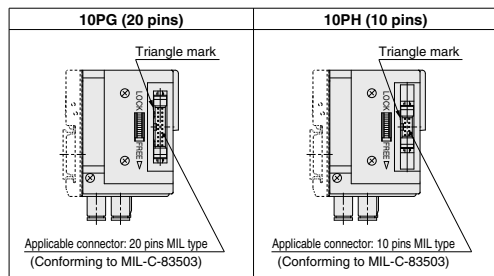 10PG (20 pins)
Triangle mark
LOCK
FREE
Applicable connector: 20 pins MIL type
(Conforming to MIL-C-83503)
10PH (10 pins)
Triangle mark
LOCK
FREE
Applicable connector: 10 pins MIL type
(Conforming to MIL-C-83503)